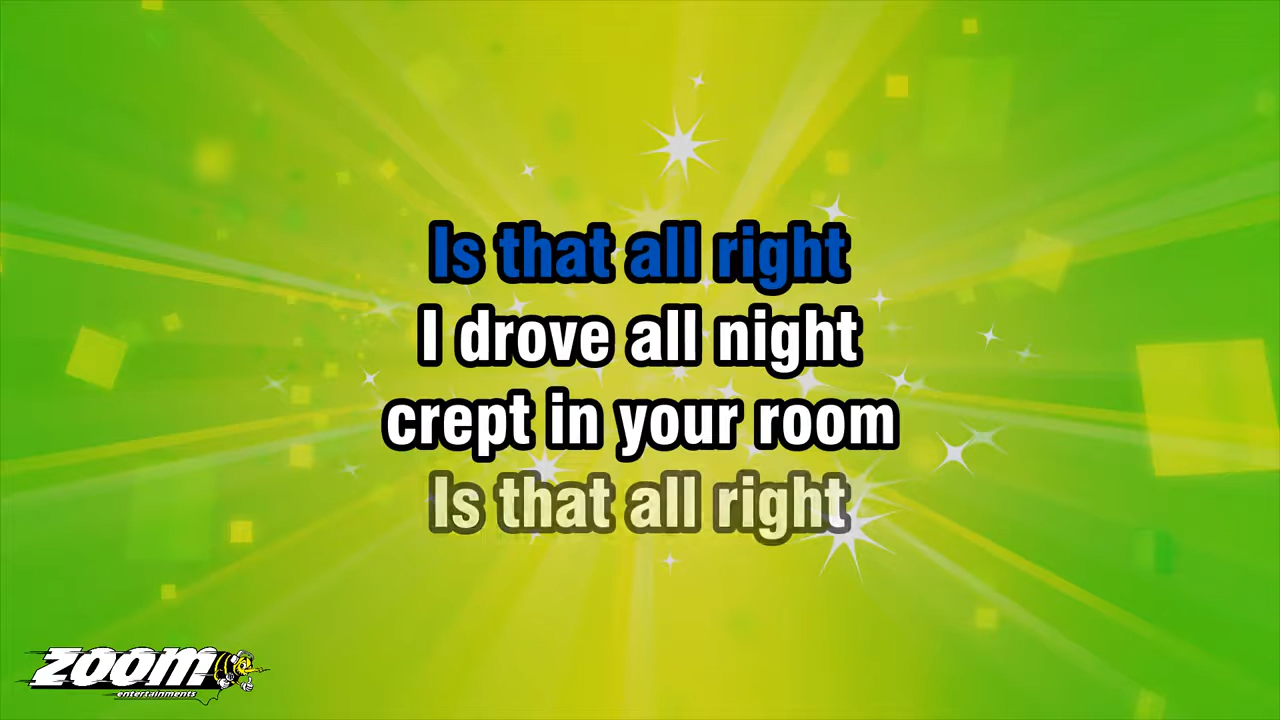 Is that all right
I drove all night
crept in your room
Is that all right
zoom
entertainments